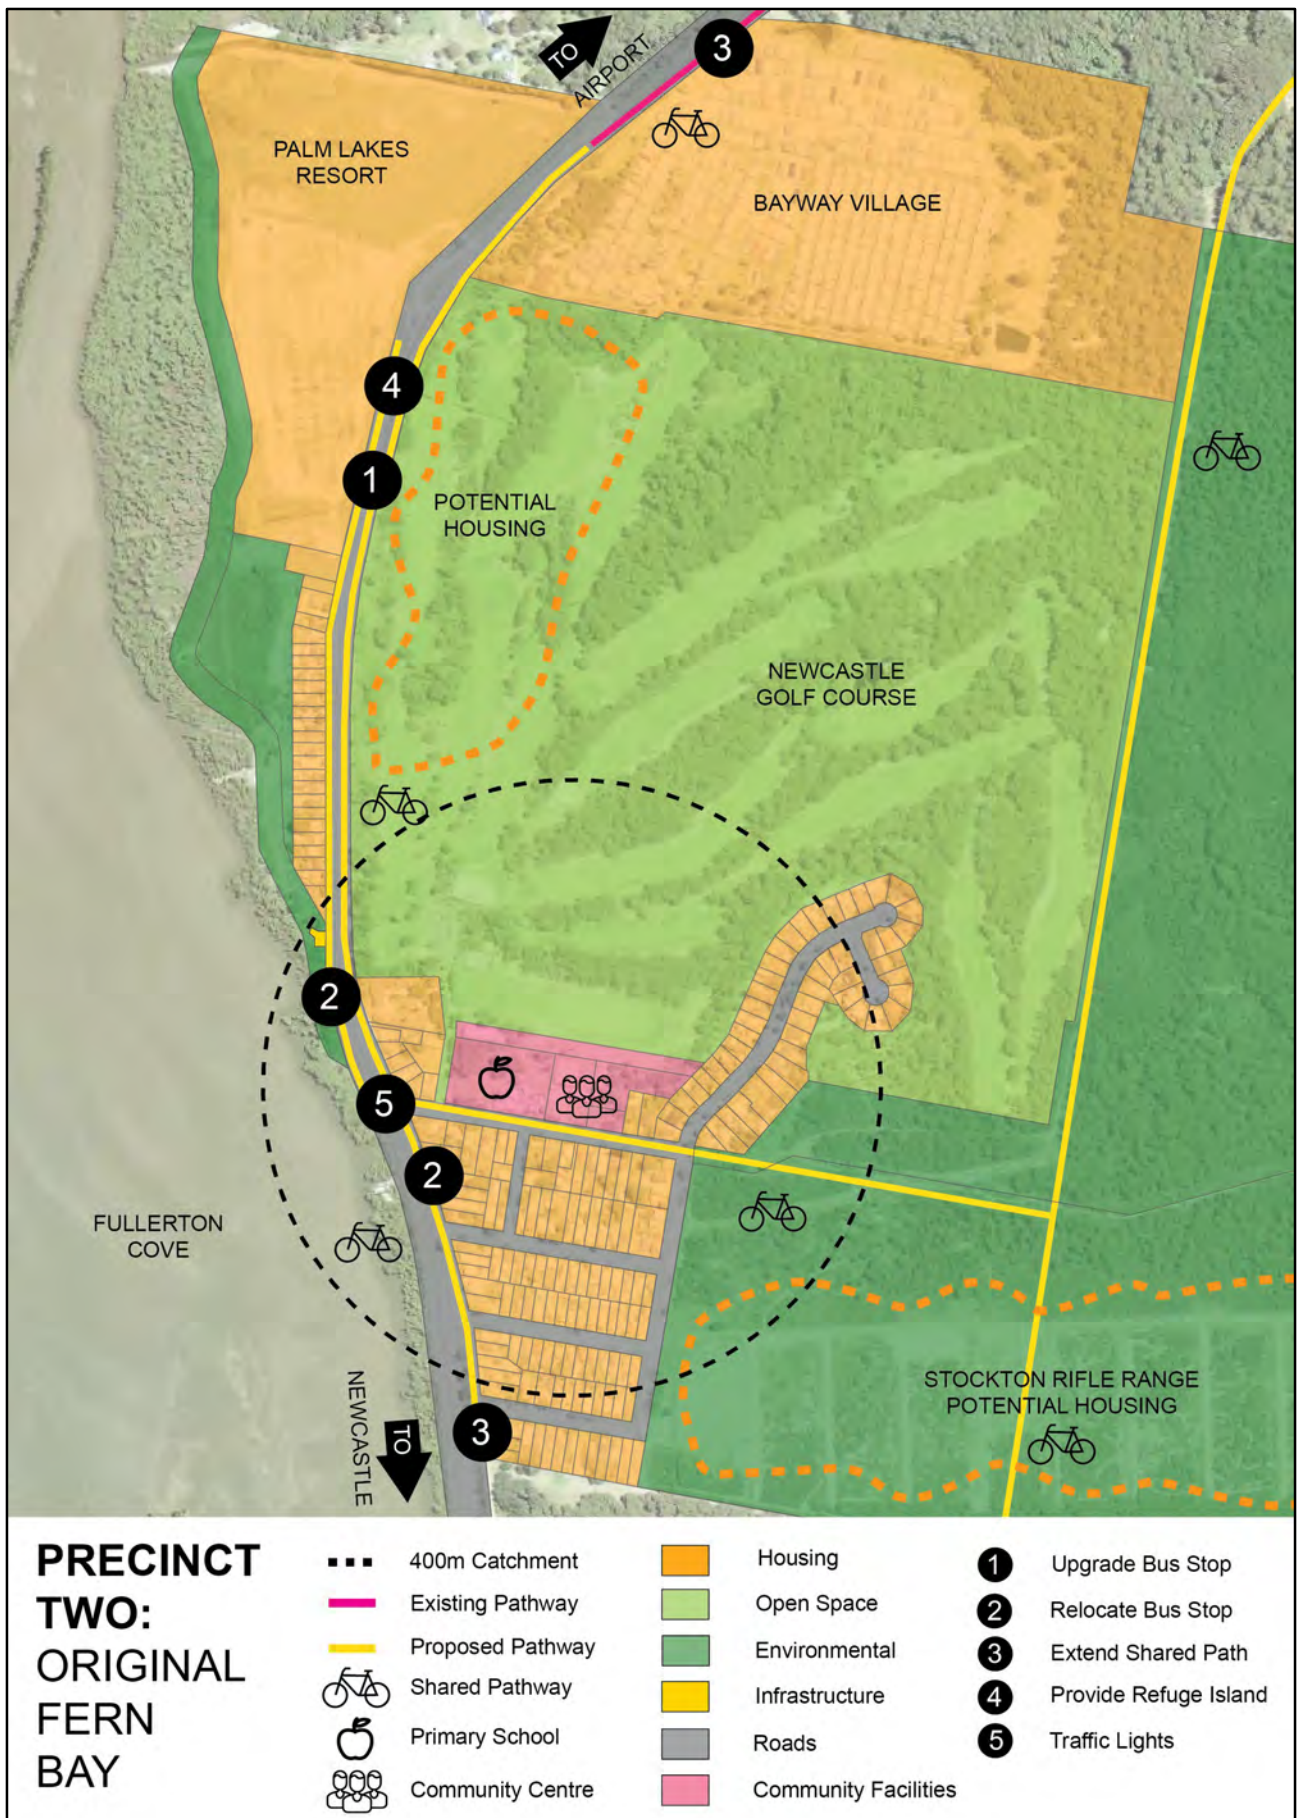 TO
AIRPORT
3
PALM LAKES
RESORT
BAYWAY VILLAGE
4
1
POTENTIAL
HOUSING
NEWCASTLE
GOLF COURSE
2
5
2
FULLERTON
COVE
STOCKTON RIFLE RANGE
POTENTIAL HOUSING
3
TO
NEWCASTLE
PRECINCT
TWO:
ORIGINAL
FERN
BAY
400m Catchment
Existing Pathway
Proposed Pathway
Shared Pathway
Primary School
Community Centre
Housing
Open Space
Environmental
Infrastructure
Roads
Community Facilities
1 Upgrade Bus Stop
2 Relocate Bus Stop
3 Extend Shared Path
4 Provide Refuge Island
5 Traffic Lights